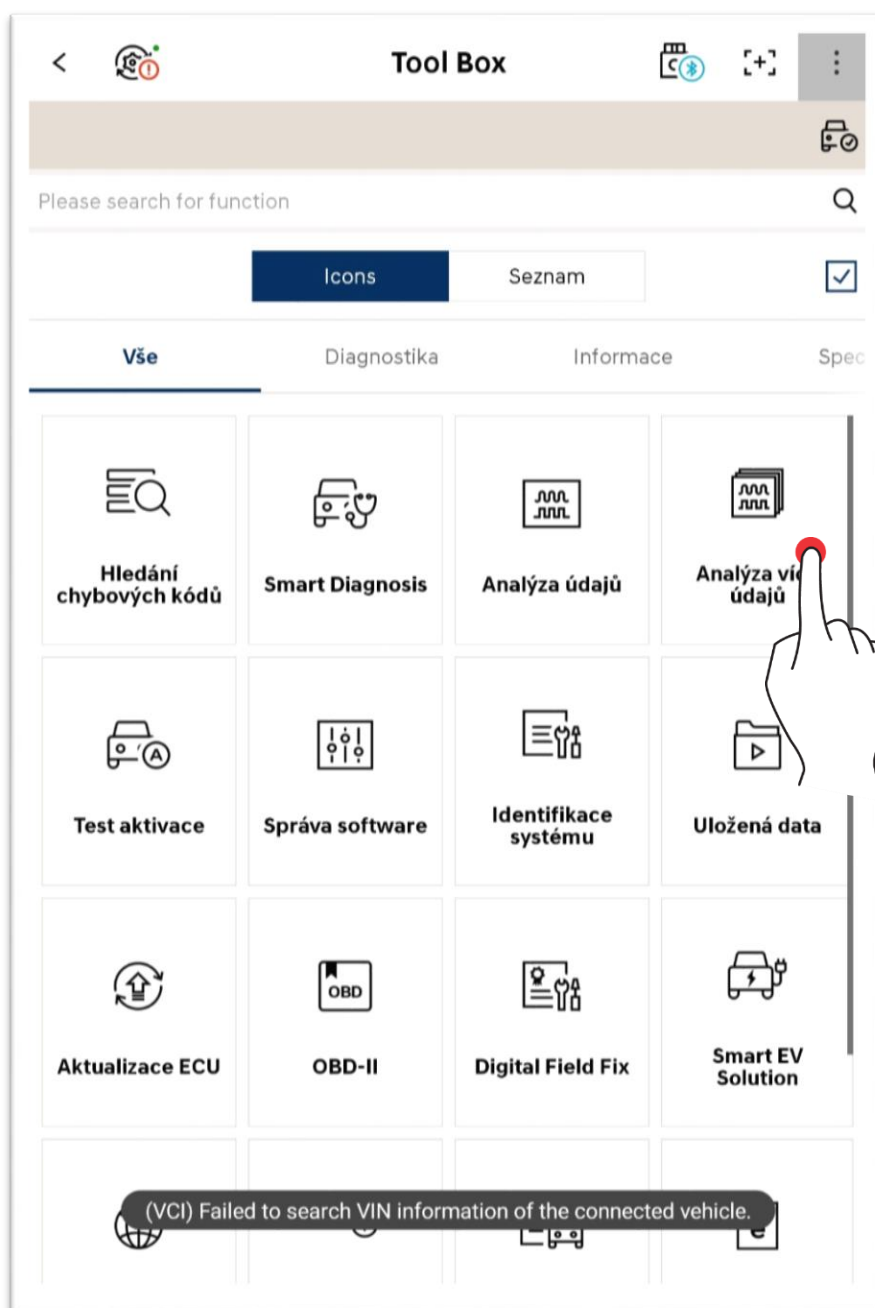 Tool Box
Please search for function
Icons
Seznam
Vše
Diagnostika
Informace
Spec
Hledání
chybových kódů
Smart Diagnosis
Analýza údajů
Analýza
údajů
A
Test aktivace
Správa software
Identifikace
systému
Uložená data
Aktualizace ECU
OBD
OBD-II
Digital Field Fix
Smart EV
Solution
(VCI) Failed to search VIN information of the connected vehicle.